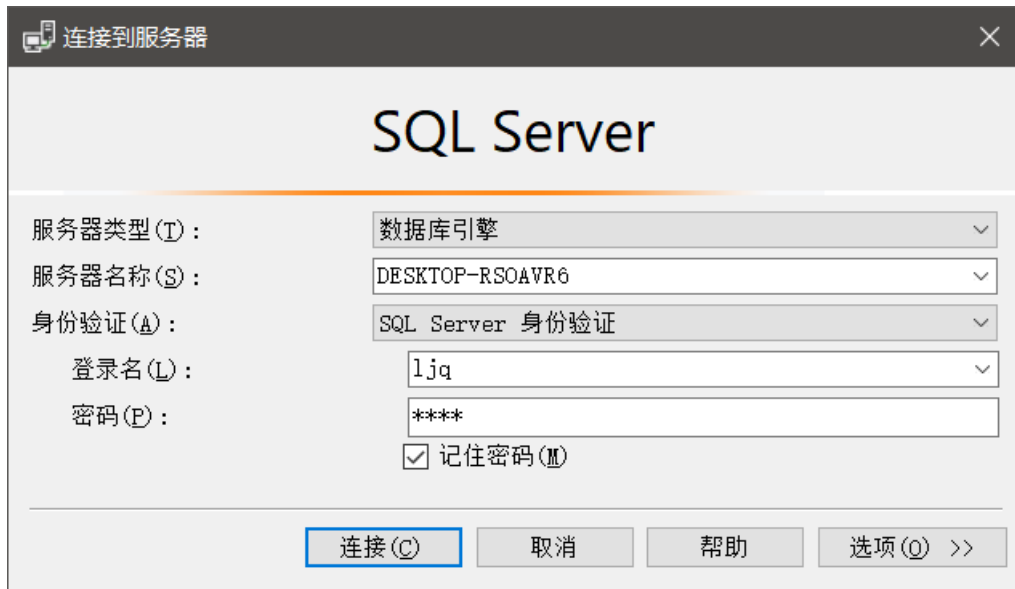 连接到服务器
SQL Server
服务器类型(T)： 数据库引擎
服务器名称(S)： DESKTOP-RSOAVR6
身份验证(A)： SQL Server 身份验证
登录名(L)： ljq
密码(P)： ****
记住密码(M)
连接(C) 取消 帮助 选项(O) >>